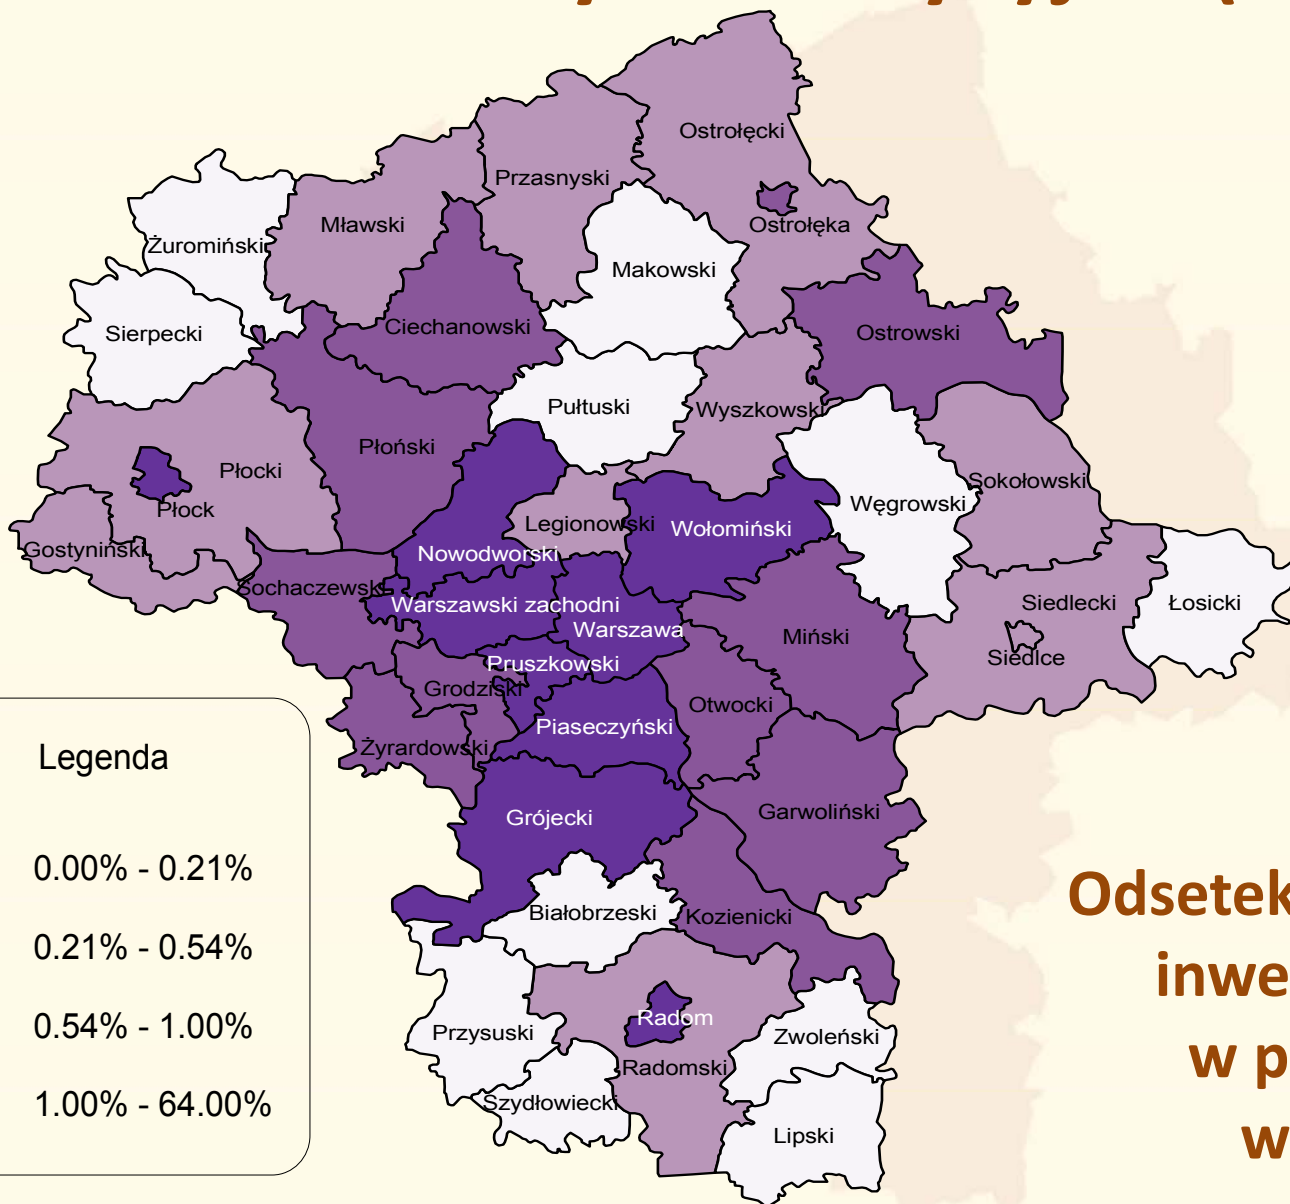 Ostrołęcki
Przasnyski
Ostrołęka
Mławski
Żuromiński
Makowski
Ciechanowski
Sierpecki
Ostrowski
Pułtuski
Wyszkowski
Płoński
Płocki
Sokołowski
Węgrowski
Płock
Legionowski
Wołomiński
Gostyniński
Nowodworski
Sochaczewski
Warszawski zachodni
Siedlecki
Łosicki
Warszawa
Miński
Siedlce
Pruszkowski
Grodziski
Otwocki
Piaseczyński
Żyrardowski
Garwoliński
Grójecki
Białobrzeski
Kozienicki
Radom
Przysuski
Zwoleński
Radomski
Szydłowiecki
Lipski
Legenda
0.00% - 0.21%
0.21% - 0.54%
0.54% - 1.00%
1.00% - 64.00%
Odsetek
inwe
w p
w